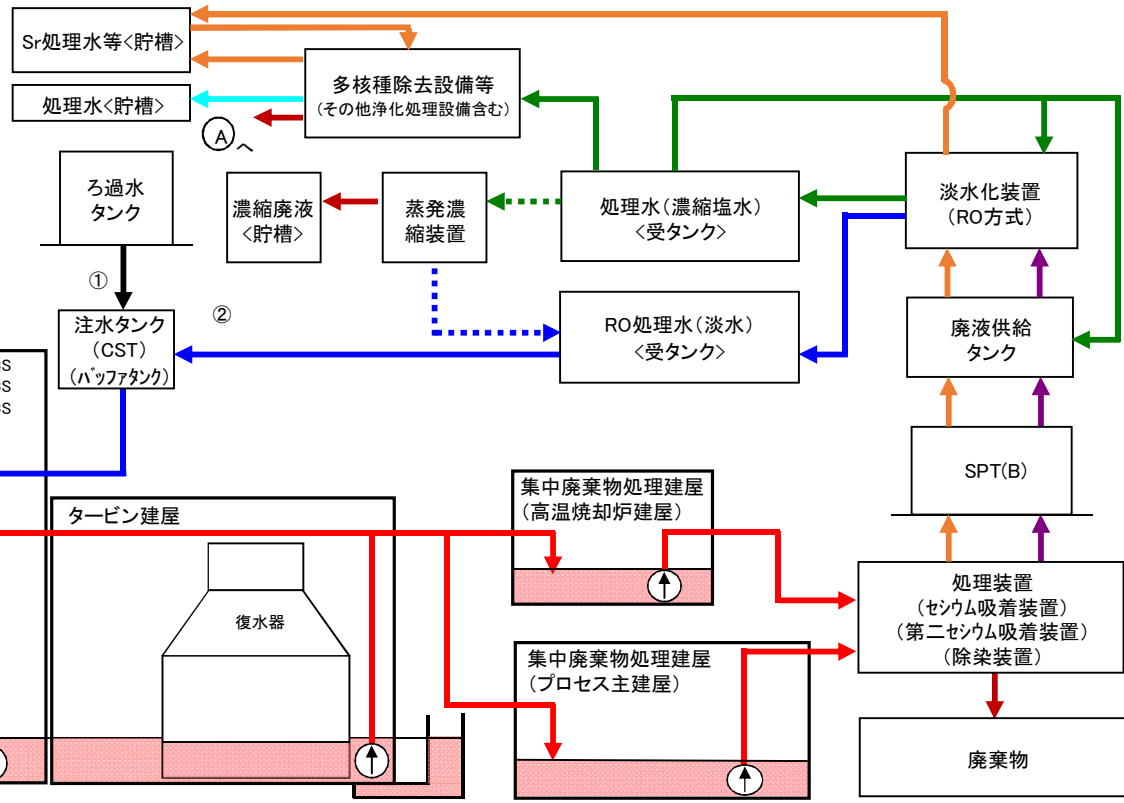 Sr処理水等<貯槽>
処理水<貯槽>
多核種除去設備等
(その他浄化処理設備含む)
Aへ
ろ過水
タンク
濃縮廃液
<貯槽>
蒸発濃
縮装置
処理水(濃縮塩水)
<受タンク>
淡水化装置
(RO方式)
①
②
注水タンク
(CST)
(バッファタンク)
RO処理水(淡水)
<受タンク>
廃液供給
タンク
SPT(B)
タービン建屋
復水器
集中廃棄物処理建屋
(高温焼却炉建屋)
集中廃棄物処理建屋
(プロセス主建屋)
処理装置
(セシウム吸着装置)
(第二セシウム吸着装置)
(除染装置)
廃棄物